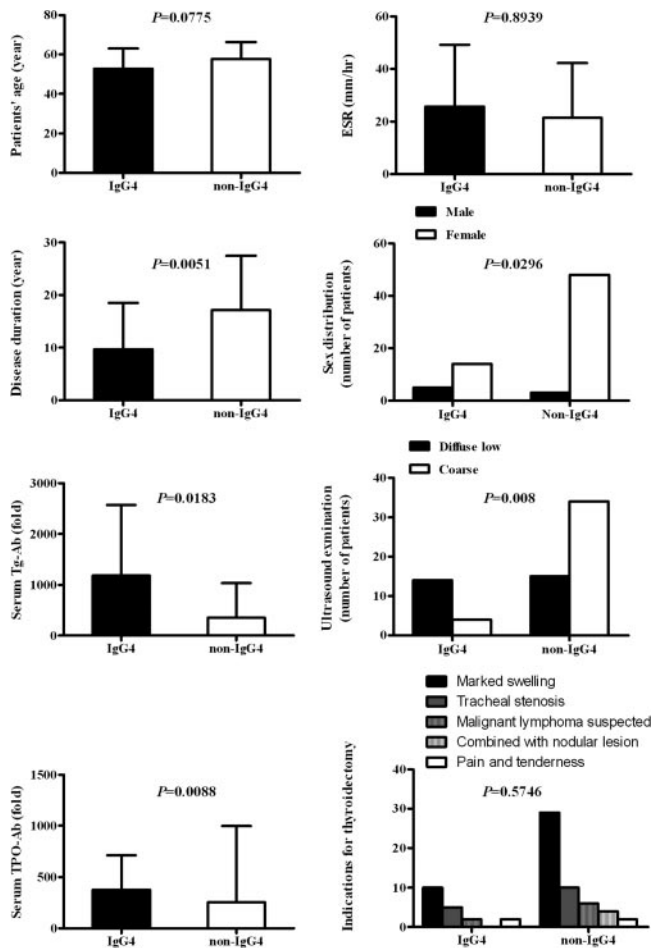 P=0.0775
Patients' age (year)
80
60
40
20
0
IgG4
non-IgG4
P=0.8939
ESR (mm/hr)
60
40
20
0
IgG4
non-IgG4
P=0.0051
Disease duration (year)
30
20
10
0
IgG4
non-IgG4
Male
Female
P=0.0296
Sex distribution
(number of patients)
60
40
20
0
IgG4
Non-IgG4
P=0.0183
Serum Tg-Ab (fold)
3000
2000
1000
0
IgG4
non-IgG4
Diffuse low
Coarse
P=0.008
Ultrasound exmination
(number of patients)
40
30
20
10
0
IgG4
non-IgG4
P=0.0088
Serum TPO-Ab (fold)
1500
1000
500
0
IgG4
non-IgG4
Marked swelling
Tracheal stenosis
Malignant lymphoma suspected
Combined with nodular lesion
Pain and tenderness
P=0.5746
Indications for thyroidectomy
40
30
20
10
0
IgG4
non-IgG4